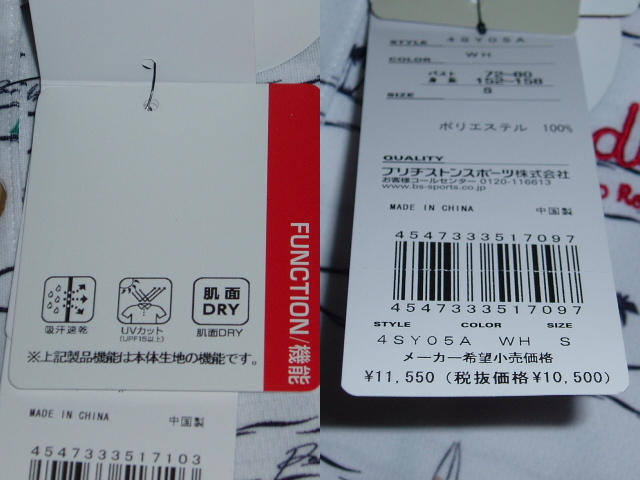 FUNCTION/機能
吸汗速乾
UVカット
(UPF15以上)
肌面
DRY
肌面DRY
※上記製品機能は本体生地の機能です。
MADE IN CHINA 中国製
4547333517103
STYLE 4SY05A
COLOR WH
バスト 72-80
身長 152-158
SIZE S
ポリエステル 100%
QUALITY
ブリヂストンスポーツ株式会社
お客様コールセンター 0120-116613
www.bs-sports.co.jp
MADE IN CHINA 中国製
4547333517097
4547333517097
STYLE COLOR SIZE
4SY05A WH S
メーカー希望小売価格
¥11,550 (税抜価格¥10,500)